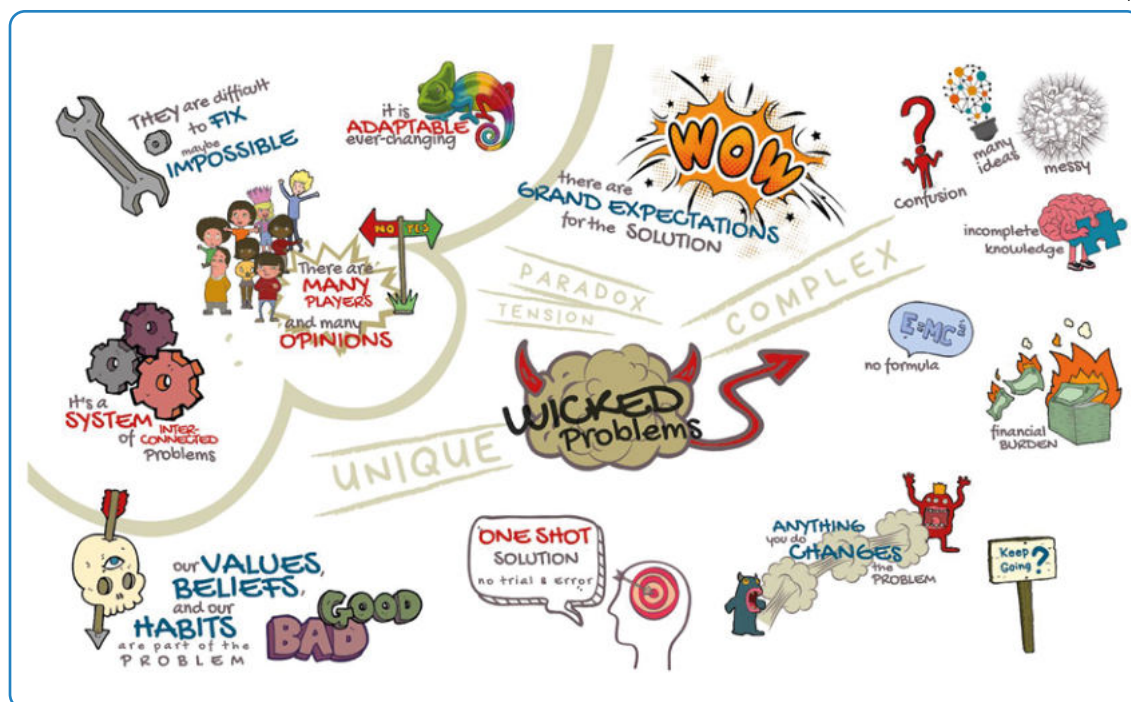 THEY are difficult
to FIX
maybe
IMPOSSIBLE
it is
ADAPTABLE
ever-changing
WOW
there are
GRAND EXPECTATIONS
for the SOLUTION
confusion
many
ideas
messy
incomplete
knowledge
NO YES
There are
MANY
PLAYERS
and many
OPINIONS
PARADOX
TENSION
COMPLEX
E=MC²
no formula
financial
BURDEN
It's a
SYSTEM
of INTER-
CONNECTED
Problems
WICKED
Problems
UNIQUE
our VALUES,
BELIEFS,
and our
HABITS
are part of the
PROBLEM
GOOD
BAD
ONE SHOT
SOLUTION
no trial & error
ANYTHING
you do
CHANGES
the
PROBLEM
Keep
Going?